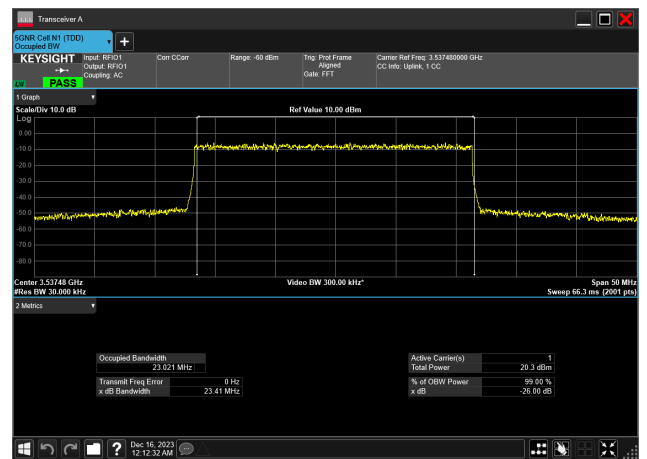 Transceiver A
5GNR Cell N1 (TDD)
Occupied BW
KEYSIGHT
LXI
PASS
Input: RFIO1
Output: RFIO1
Coupling: AC
Corr CCorr
Range: -60 dBm
Trig: Prot Frame
Aligned
Gate: FFT
Carrier Ref Freq: 3.537480000 GHz
CC Info: Uplink, 1 CC
1 Graph
Scale/Div 10.0 dB
Ref Value 10.00 dBm
Log
0.00
-10.0
-20.0
-30.0
-40.0
-50.0
-60.0
-70.0
-80.0
Center 3.53748 GHz
Video BW 300.00 kHz*
Span 50 MHz
#Res BW 30.000 kHz
Sweep 66.3 ms (2001 pts)
2 Metrics
Occupied Bandwidth
23.021 MHz
Transmit Freq Error 0 Hz
x dB Bandwidth 23.41 MHz
Active Carrier(s) 1
Total Power 20.3 dBm
% of OBW Power 99.00 %
x dB -26.00 dB
Dec 16, 2023
12:12:32 AM